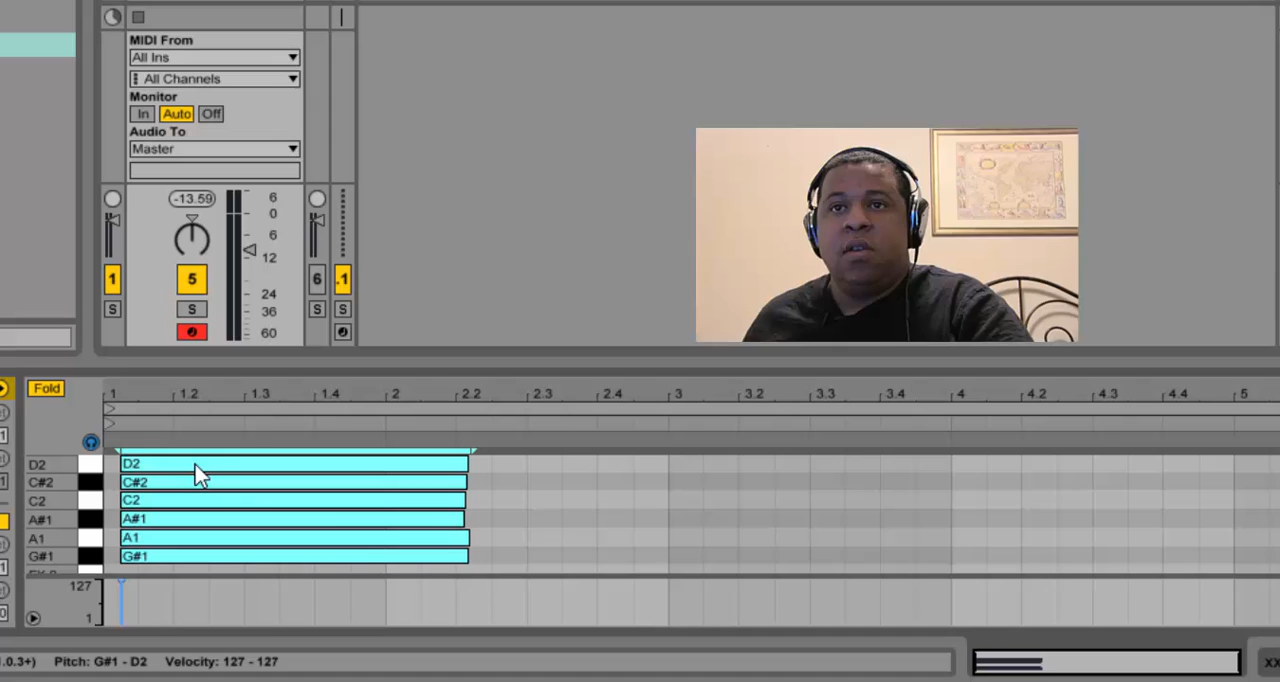 MIDI From
All Ins
All Channels
Monitor
In Auto Off
Audio To
Master
-13.59
6
0
6
12
24
36
60
1 5 6 .1
S S S S
Fold
1 1.2 1.3 1.4 2 2.2 2.3 2.4 3 3.2 3.3 3.4 4 4.2 4.3 4.4 5
D2 D2
C#2 C#2
C2 C2
A#1 A#1
A1 A1
G#1 G#1
127
1
1.0.3+) Pitch: G#1 - D2 Velocity: 127 - 127